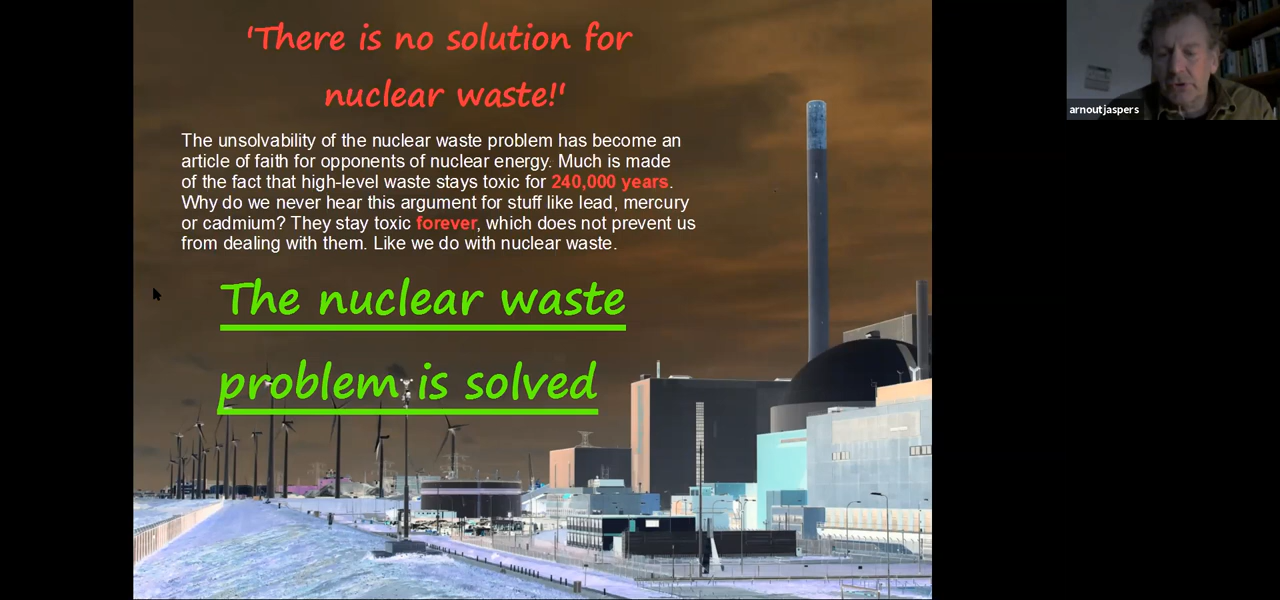 'There is no solution for
nuclear waste!'
The unsolvability of the nuclear waste problem has become an
article of faith for opponents of nuclear energy. Much is made
of the fact that high-level waste stays toxic for 240,000 years.
Why do we never hear this argument for stuff like lead, mercury
or cadmium? They stay toxic forever, which does not prevent us
from dealing with them. Like we do with nuclear waste.
The nuclear waste
problem is solved
arnout jaspers